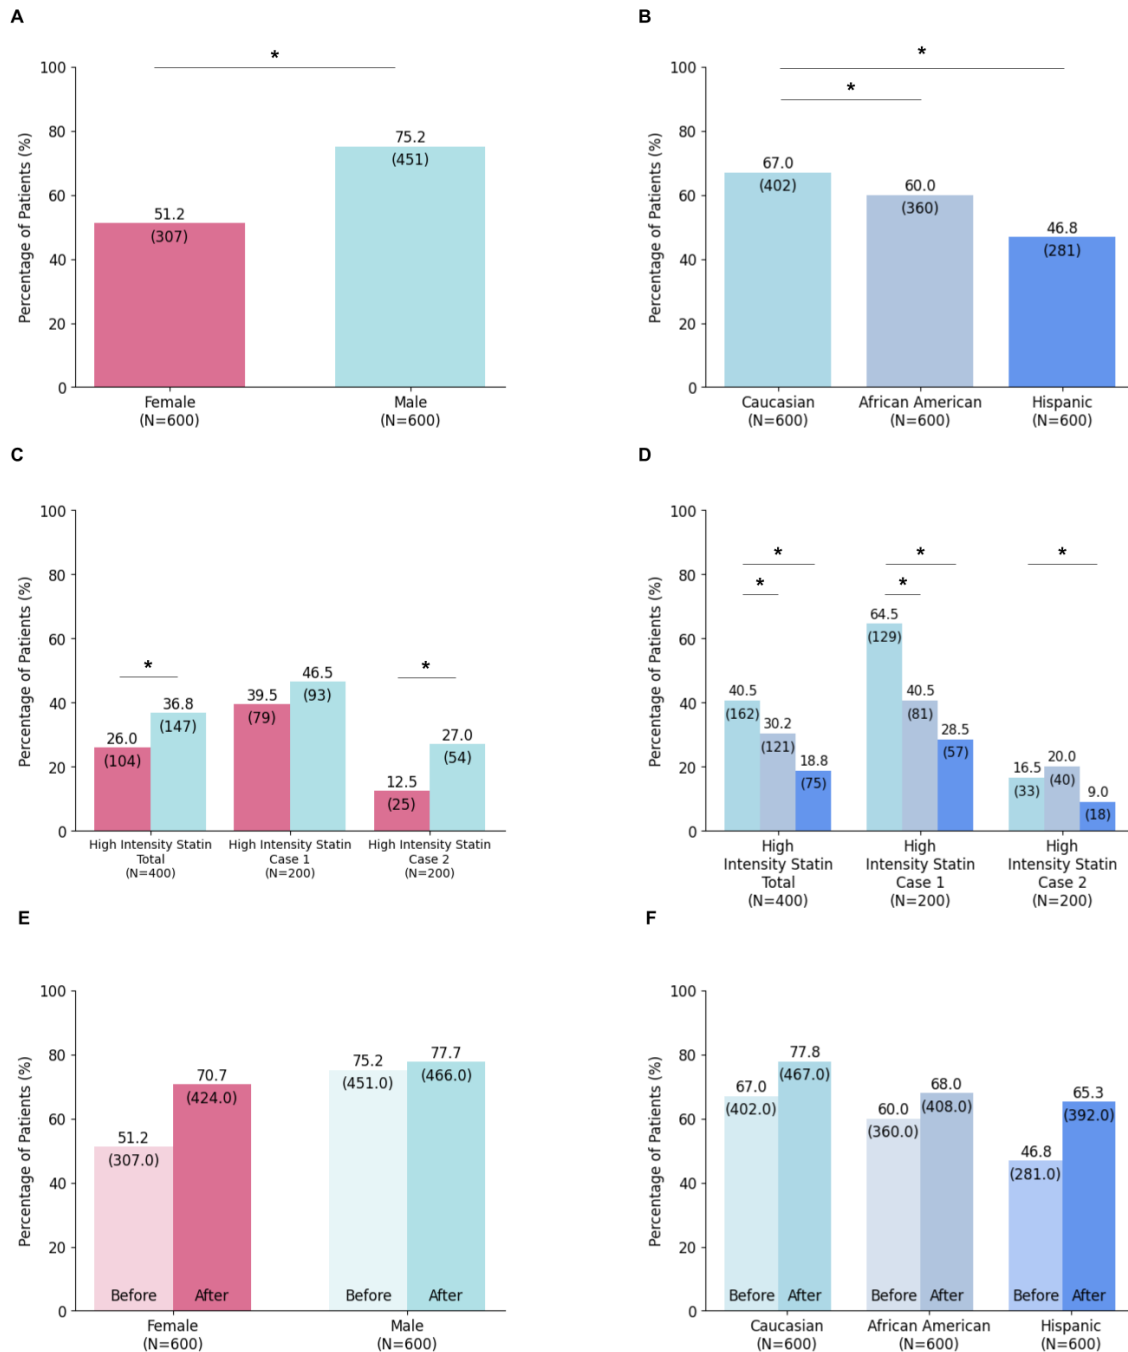 A
*
Percentage of Patients (%)
100
80
60
40
20
0
51.2
(307)
75.2
(451)
Female
(N=600)
Male
(N=600)
B
*
*
Percentage of Patients (%)
100
80
60
40
20
0
67.0
(402)
60.0
(360)
46.8
(281)
Caucasian
(N=600)
African American
(N=600)
Hispanic
(N=600)
C
Percentage of Patients (%)
100
80
60
40
20
0
*
*
26.0
(104)
36.8
(147)
39.5
(79)
46.5
(93)
12.5
(25)
27.0
(54)
High Intensity Statin
Total
(N=400)
High Intensity Statin
Case 1
(N=200)
High Intensity Statin
Case 2
(N=200)
D
Percentage of Patients (%)
100
80
60
40
20
0
*
*
*
*
*
40.5
(162)
30.2
(121)
18.8
(75)
64.5
(129)
40.5
(81)
28.5
(57)
16.5
(33)
20.0
(40)
9.0
(18)
High
Intensity Statin
Total
(N=400)
High
Intensity Statin
Case 1
(N=200)
High
Intensity Statin
Case 2
(N=200)
E
Percentage of Patients (%)
100
80
60
40
20
0
51.2
(307.0)
70.7
(424.0)
75.2
(451.0)
77.7
(466.0)
Before
After
Before
After
Female
(N=600)
Male
(N=600)
F
Percentage of Patients (%)
100
80
60
40
20
0
67.0
(402.0)
77.8
(467.0)
60.0
(360.0)
68.0
(408.0)
46.8
(281.0)
65.3
(392.0)
Before
After
Before
After
Before
After
Caucasian
(N=600)
African American
(N=600)
Hispanic
(N=600)